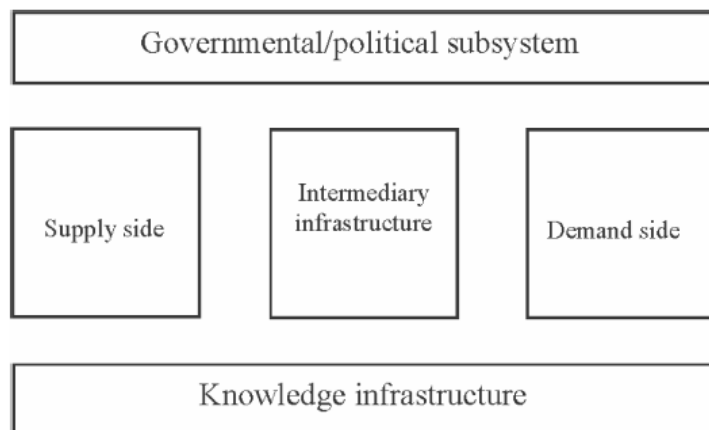 Governmental/political subsystem
Supply side
Intermediary
infrastructure
Demand side
Knowledge infrastructure